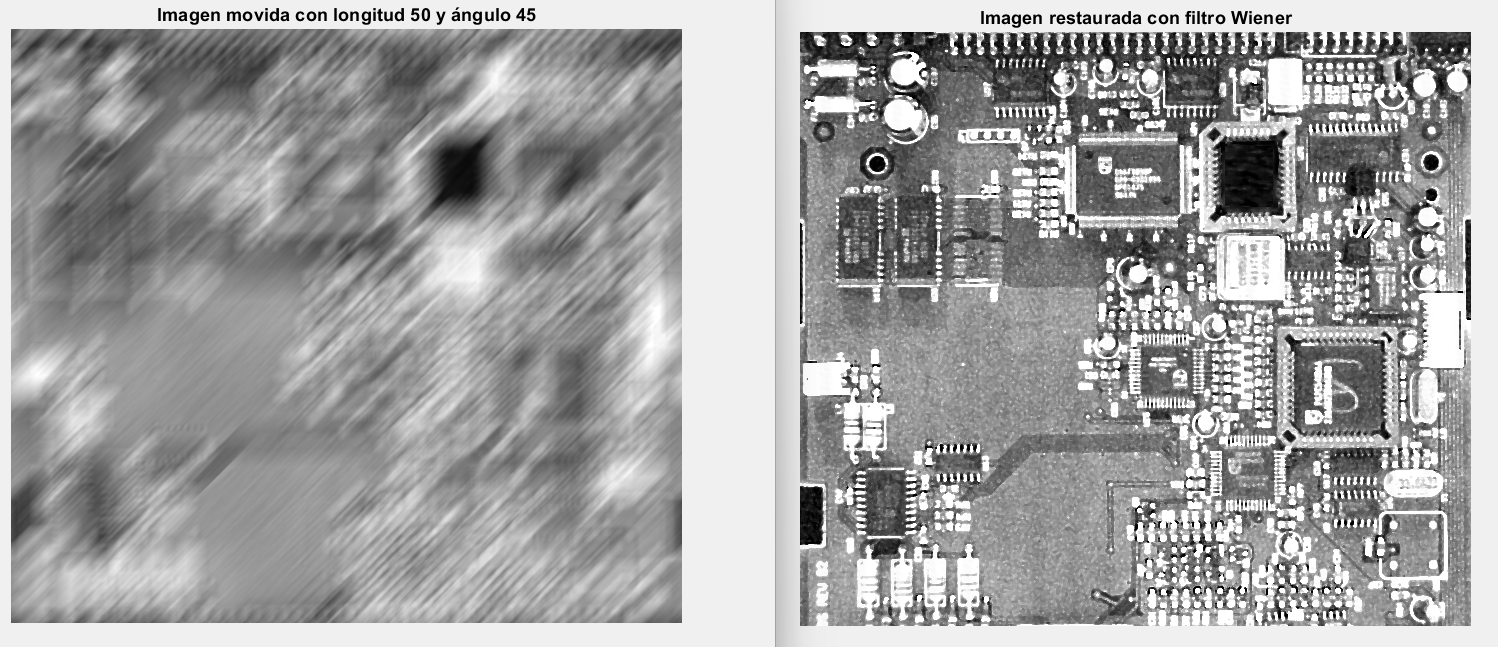 Imagen movida con longitud 50 y ángulo 45
Imagen restaurada con filtro Wiener